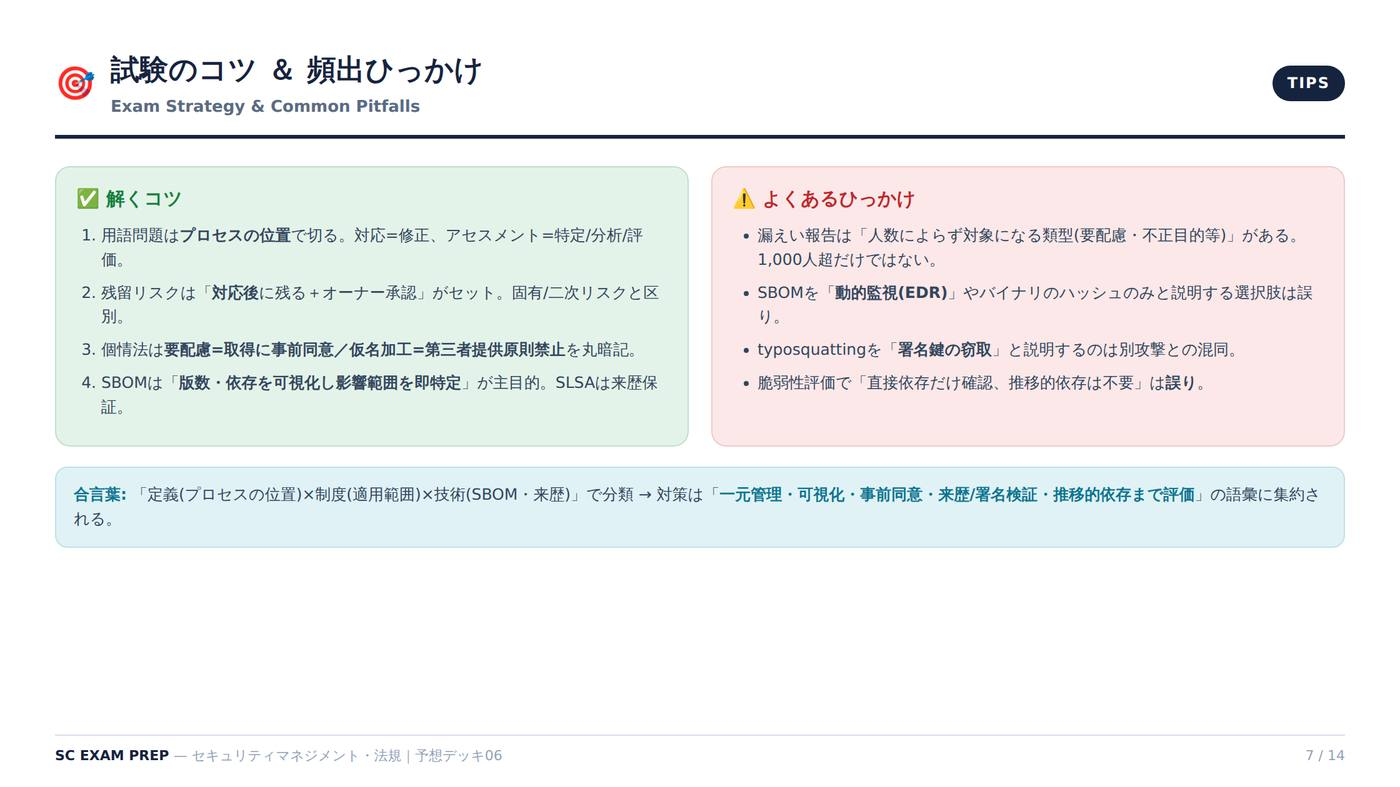 🎯 試験のコツ ＆ 頻出ひっかけ
Exam Strategy & Common Pitfalls
TIPS
✅ 解くコツ
1. 用語問題はプロセスの位置で切る。対応=修正、アセスメント=特定/分析/評
価。
2. 残留リスクは「対応後に残る＋オーナー承認」がセット。固有/二次リスクと区
別。
3. 個情法は要配慮=取得に事前同意／仮名加工=第三者提供原則禁止を丸暗記。
4. SBOMは「版数・依存を可視化し影響範囲を即特定」が主目的。SLSAは来歴保
証。
⚠️ よくあるひっかけ
• 漏えい報告は「人数によらず対象になる類型(要配慮・不正目的等)」がある。
1,000人超だけではない。
• SBOMを「動的監視(EDR)」やバイナリのハッシュのみと説明する選択肢は誤
り。
• typosquattingを「署名鍵の窃取」と説明するのは別攻撃との混同。
• 脆弱性評価で「直接依存だけ確認、推移的依存は不要」は誤り。
合言葉: 「定義(プロセスの位置)×制度(適用範囲)×技術(SBOM・来歴)」で分類 → 対策は「一元管理・可視化・事前同意・来歴/署名検証・推移的依存まで評価」の語彙に集約さ
れる。
SC EXAM PREP — セキュリティマネジメント・法規｜予想デッキ06
7 / 14